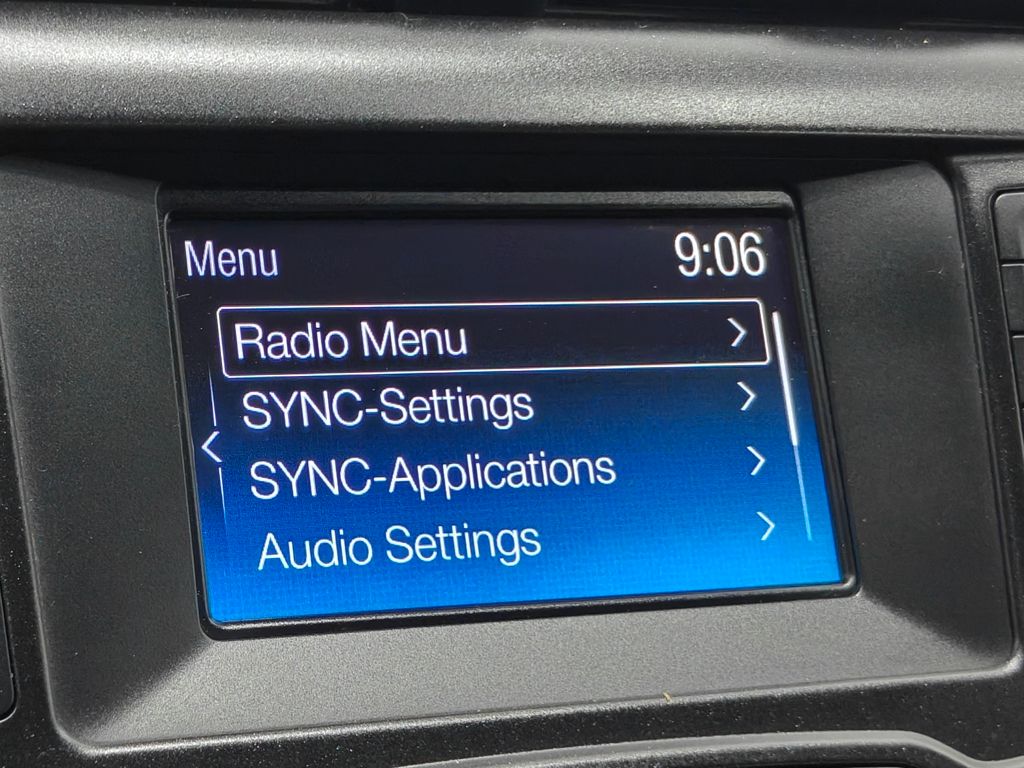 Menu 9:06
Radio Menu
SYNC-Settings
SYNC-Applications
Audio Settings